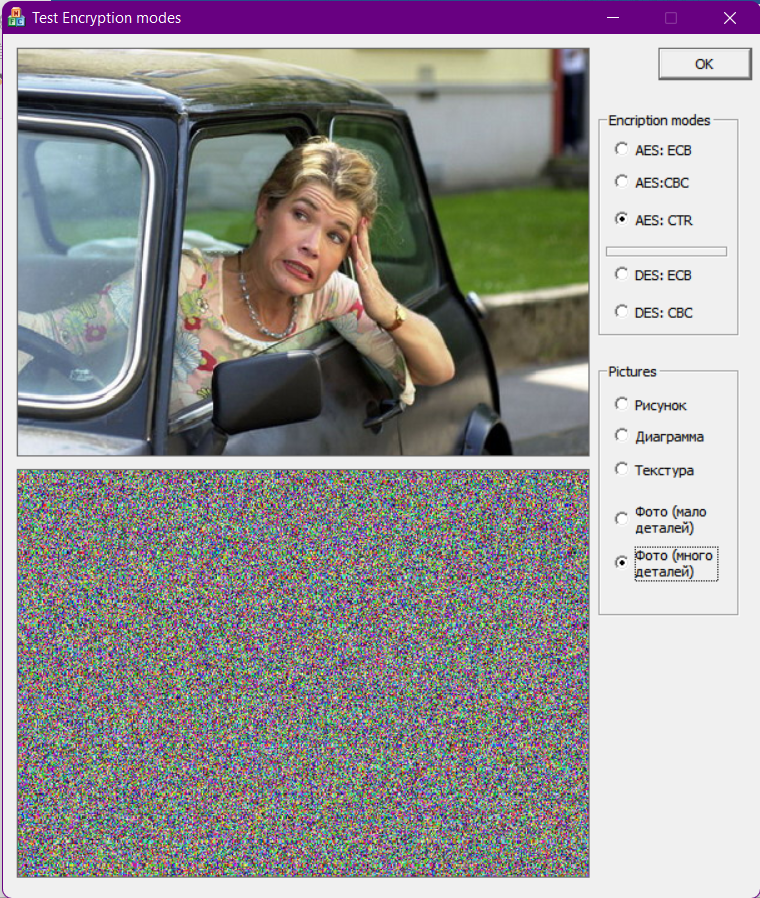 Test Encryption modes
OK
Encription modes
AES: ECB
AES:CBC
AES: CTR
DES: ECB
DES: CBC
Pictures
Рисунок
Диаграмма
Текстура
Фото (мало
деталей)
Фото (много
деталей)